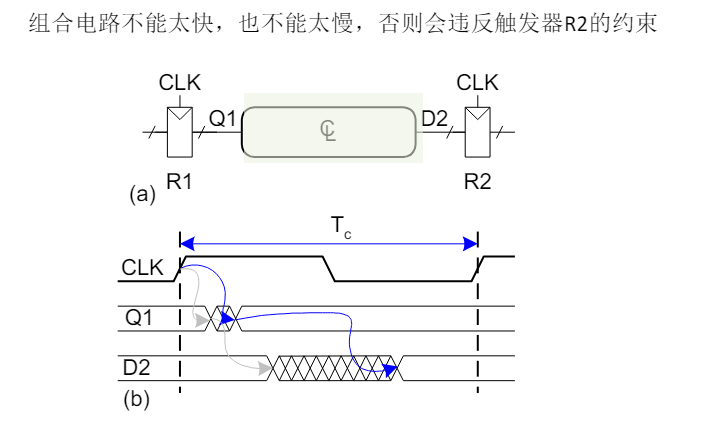 组合电路不能太快，也不能太慢，否则会违反触发器R2的约束
CLK CLK
Q1 CL D2
R1 R2
(a)
Tc
CLK
Q1
D2
(b)